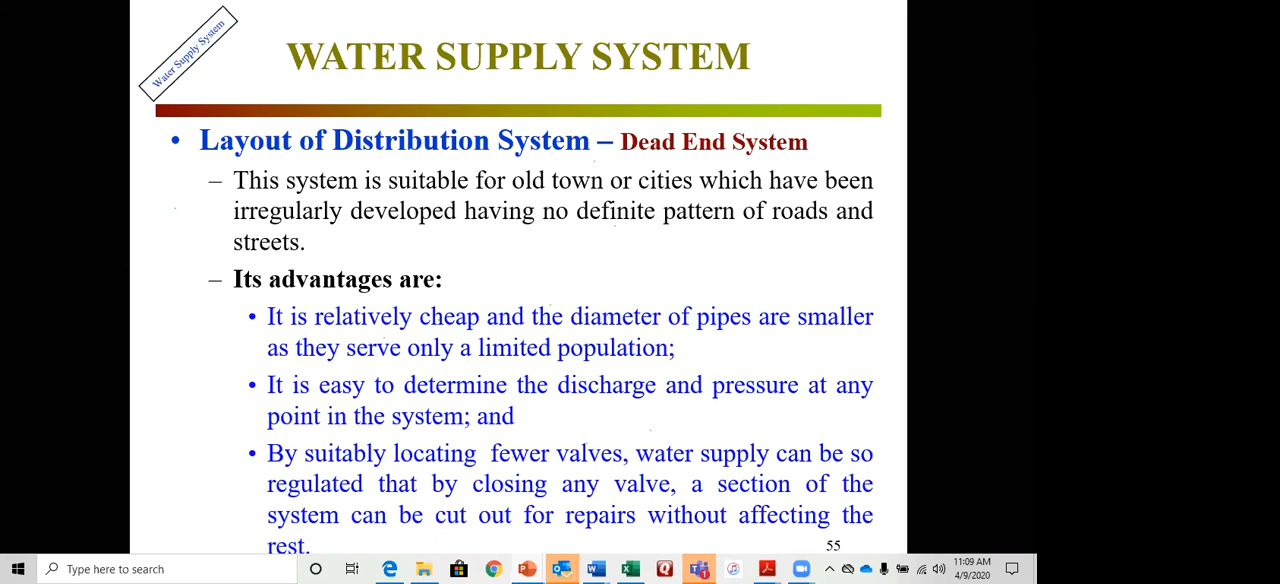 Water Supply System
WATER SUPPLY SYSTEM
• Layout of Distribution System – Dead End System
– This system is suitable for old town or cities which have been
irregularly developed having no definite pattern of roads and
streets.
– Its advantages are:
• It is relatively cheap and the diameter of pipes are smaller
as they serve only a limited population;
• It is easy to determine the discharge and pressure at any
point in the system; and
• By suitably locating fewer valves, water supply can be so
regulated that by closing any valve, a section of the
system can be cut out for repairs without affecting the
rest.
55
Type here to search
11:09 AM
4/9/2020